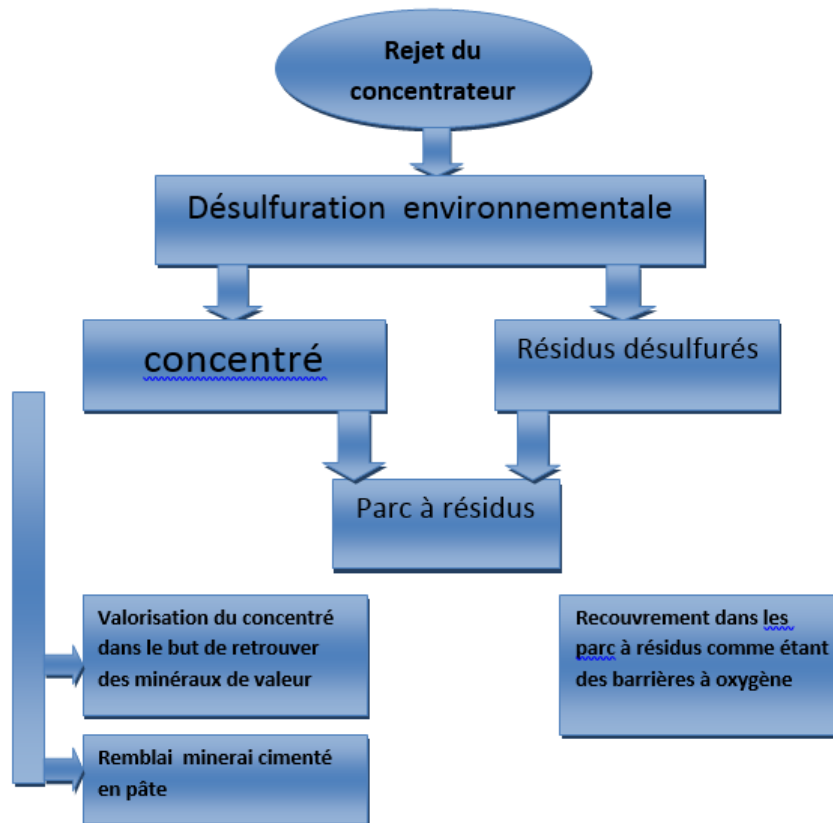 Rejet du
concentrateur
Désulfuration environnementale
concentré
Résidus désulfurés
Parc à résidus
Valorisation du concentré
dans le but de retrouver
des minéraux de valeur
Recouvrement dans les
parc à résidus comme étant
des barrières à oxygène
Remblai minerai cimenté
en pâte